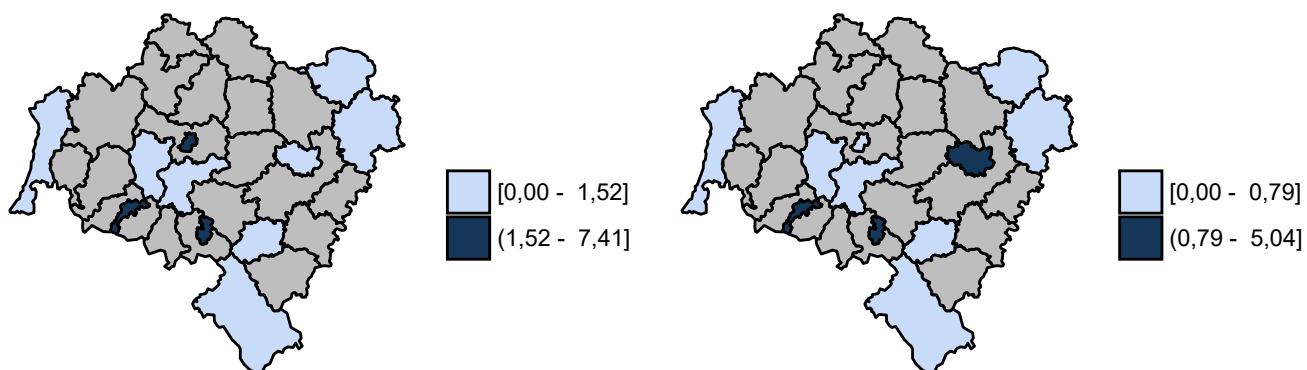 [0,00 - 1,52]
(1,52 - 7,41]
[0,00 - 0,79]
(0,79 - 5,04]